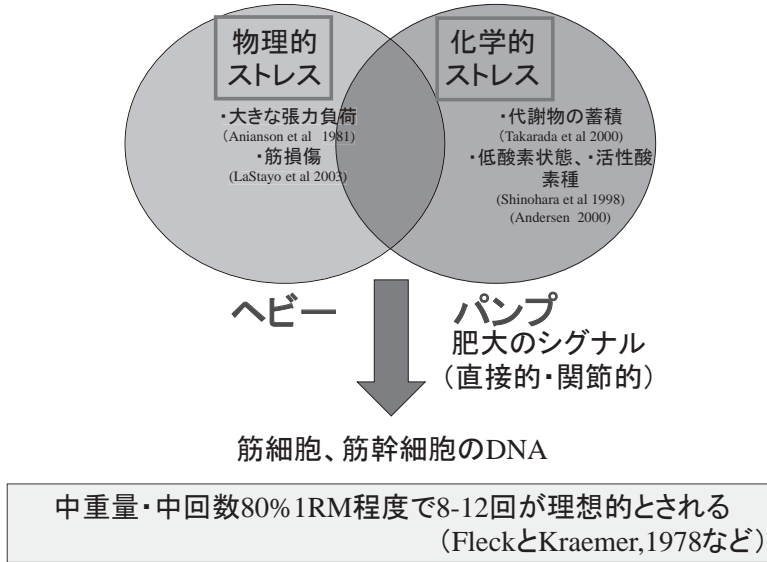 物理的
ストレス
・大きな張力負荷
(Anianson et al  1981)
・筋損傷
(LaStayo et al 2003)
化学的
ストレス
・代謝物の蓄積
(Takarada et al 2000)
・低酸素状態、・活性酸
素種
(Shinohara et al 1998)
(Andersen  2000)
ヘビー
パンプ
肥大のシグナル
（直接的・関節的）
筋細胞、筋幹細胞のDNA
中重量・中回数80%1RM程度で8-12回が理想的とされる
（FleckとKraemer,1978など）